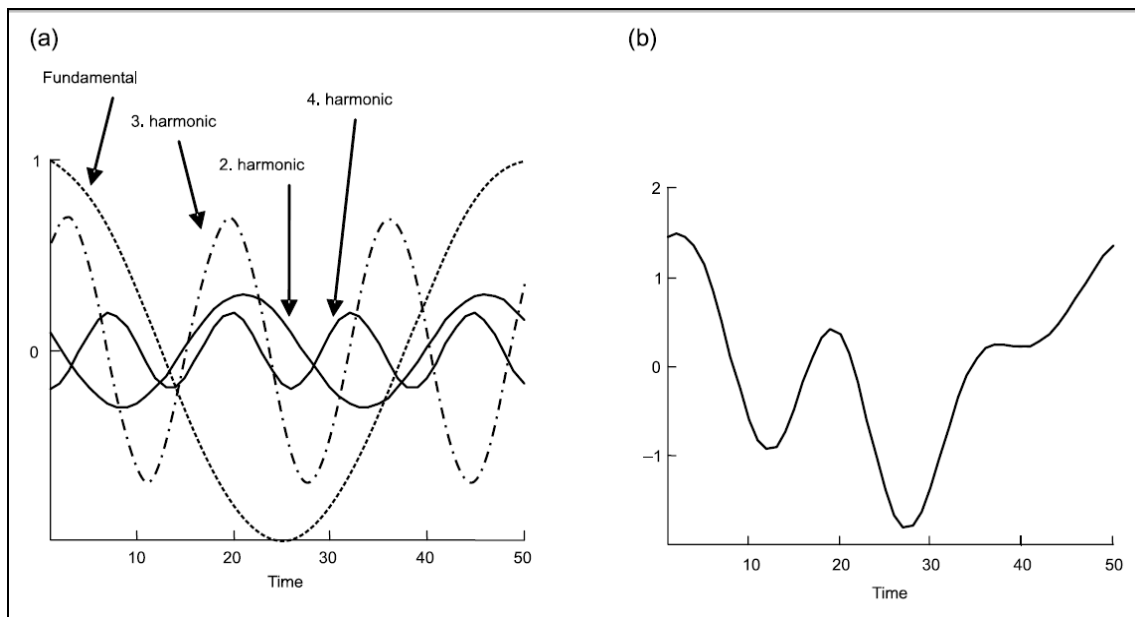 (a)
Fundamental
3. harmonic
4. harmonic
2. harmonic
1
0
10 20 30 40 50
Time
(b)
2
1
0
–1
10 20 30 40 50
Time